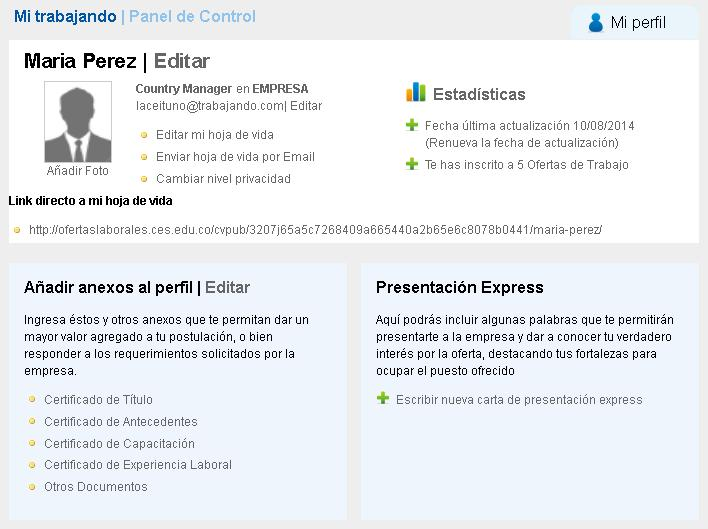 Mi trabajando | Panel de Control
Mi perfil
Maria Perez | Editar
Country Manager en EMPRESA
laceituno@trabajando.com| Editar
Editar mi hoja de vida
Enviar hoja de vida por Email
Cambiar nivel privacidad
Añadir Foto
Estadísticas
Fecha última actualización 10/08/2014
(Renueva la fecha de actualización)
Te has inscrito a 5 Ofertas de Trabajo
Link directo a mi hoja de vida
http://ofertaslaborales.ces.edu.co/cvpub/3207j65a5c7268409a665440a2b65e6c8078b0441/maria-perez/
Añadir anexos al perfil | Editar
Ingresa éstos y otros anexos que te permitan dar un
mayor valor agregado a tu postulación, o bien
responder a los requerimientos solicitados por la
empresa.
Certificado de Título
Certificado de Antecedentes
Certificado de Capacitación
Certificado de Experiencia Laboral
Otros Documentos
Presentación Express
Aquí podrás incluir algunas palabras que te permitirán
presentarte a la empresa y dar a conocer tu verdadero
interés por la oferta, destacando tus fortalezas para
ocupar el puesto ofrecido
Escribir nueva carta de presentación express